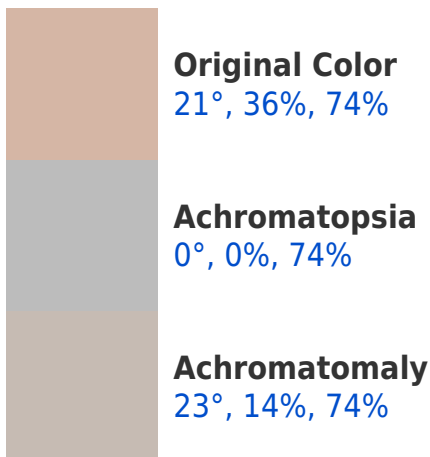 Original Color
21°, 36%, 74%
Achromatopsia
0°, 0%, 74%
Achromatomaly
23°, 14%, 74%